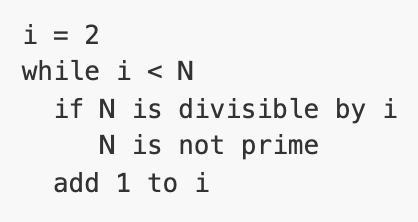 i = 2
while i < N
  if N is divisible by i
     N is not prime
  add 1 to i